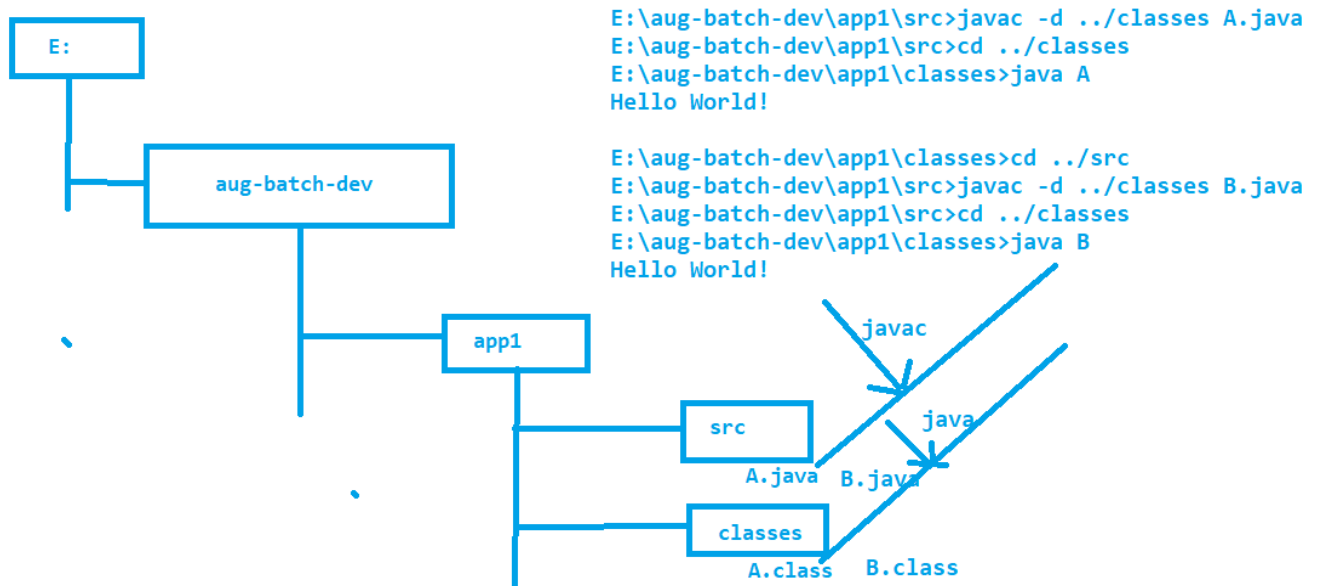 E:\aug-batch-dev\app1\src>javac -d ../classes A.java
E:\aug-batch-dev\app1\src>cd ../classes
E:\aug-batch-dev\app1\classes>java A
Hello World!
E:\aug-batch-dev\app1\classes>cd ../src
E:\aug-batch-dev\app1\src>javac -d ../classes B.java
E:\aug-batch-dev\app1\src>cd ../classes
E:\aug-batch-dev\app1\classes>java B
Hello World!
E:
aug-batch-dev
app1
javac
src
java
A.java B.java
classes
A.class B.class